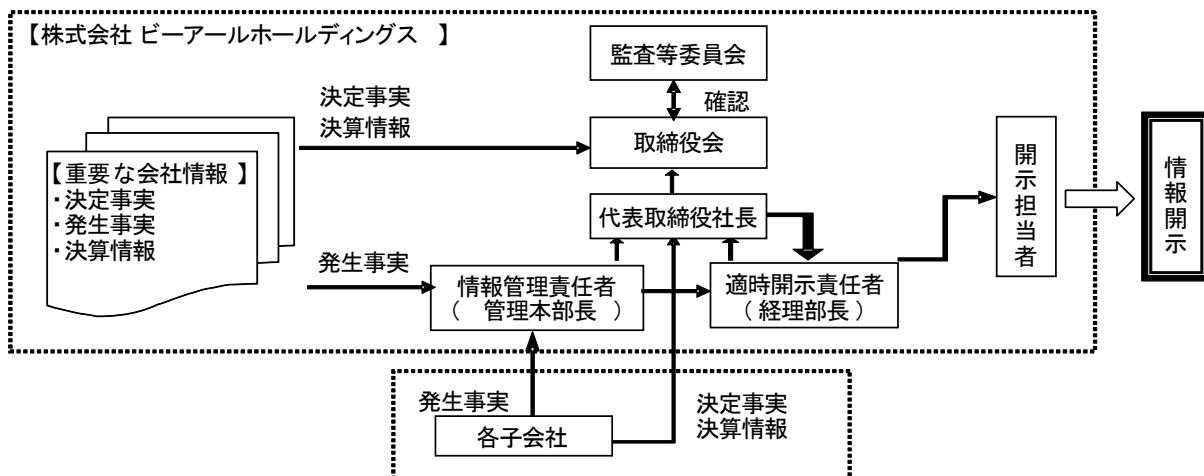 【株式会社 ビーアールホールディングス 】
監査等委員会
確認
決定事実
決算情報
取締役会
【重要な会社情報 】
・決定事実
・発生事実
・決算情報
代表取締役社長
発生事実
情報管理責任者
( 管理本部長 )
適時開示責任者
( 経理部長 )
開示担当者
情報開示
発生事実
決定事実
決算情報
各子会社